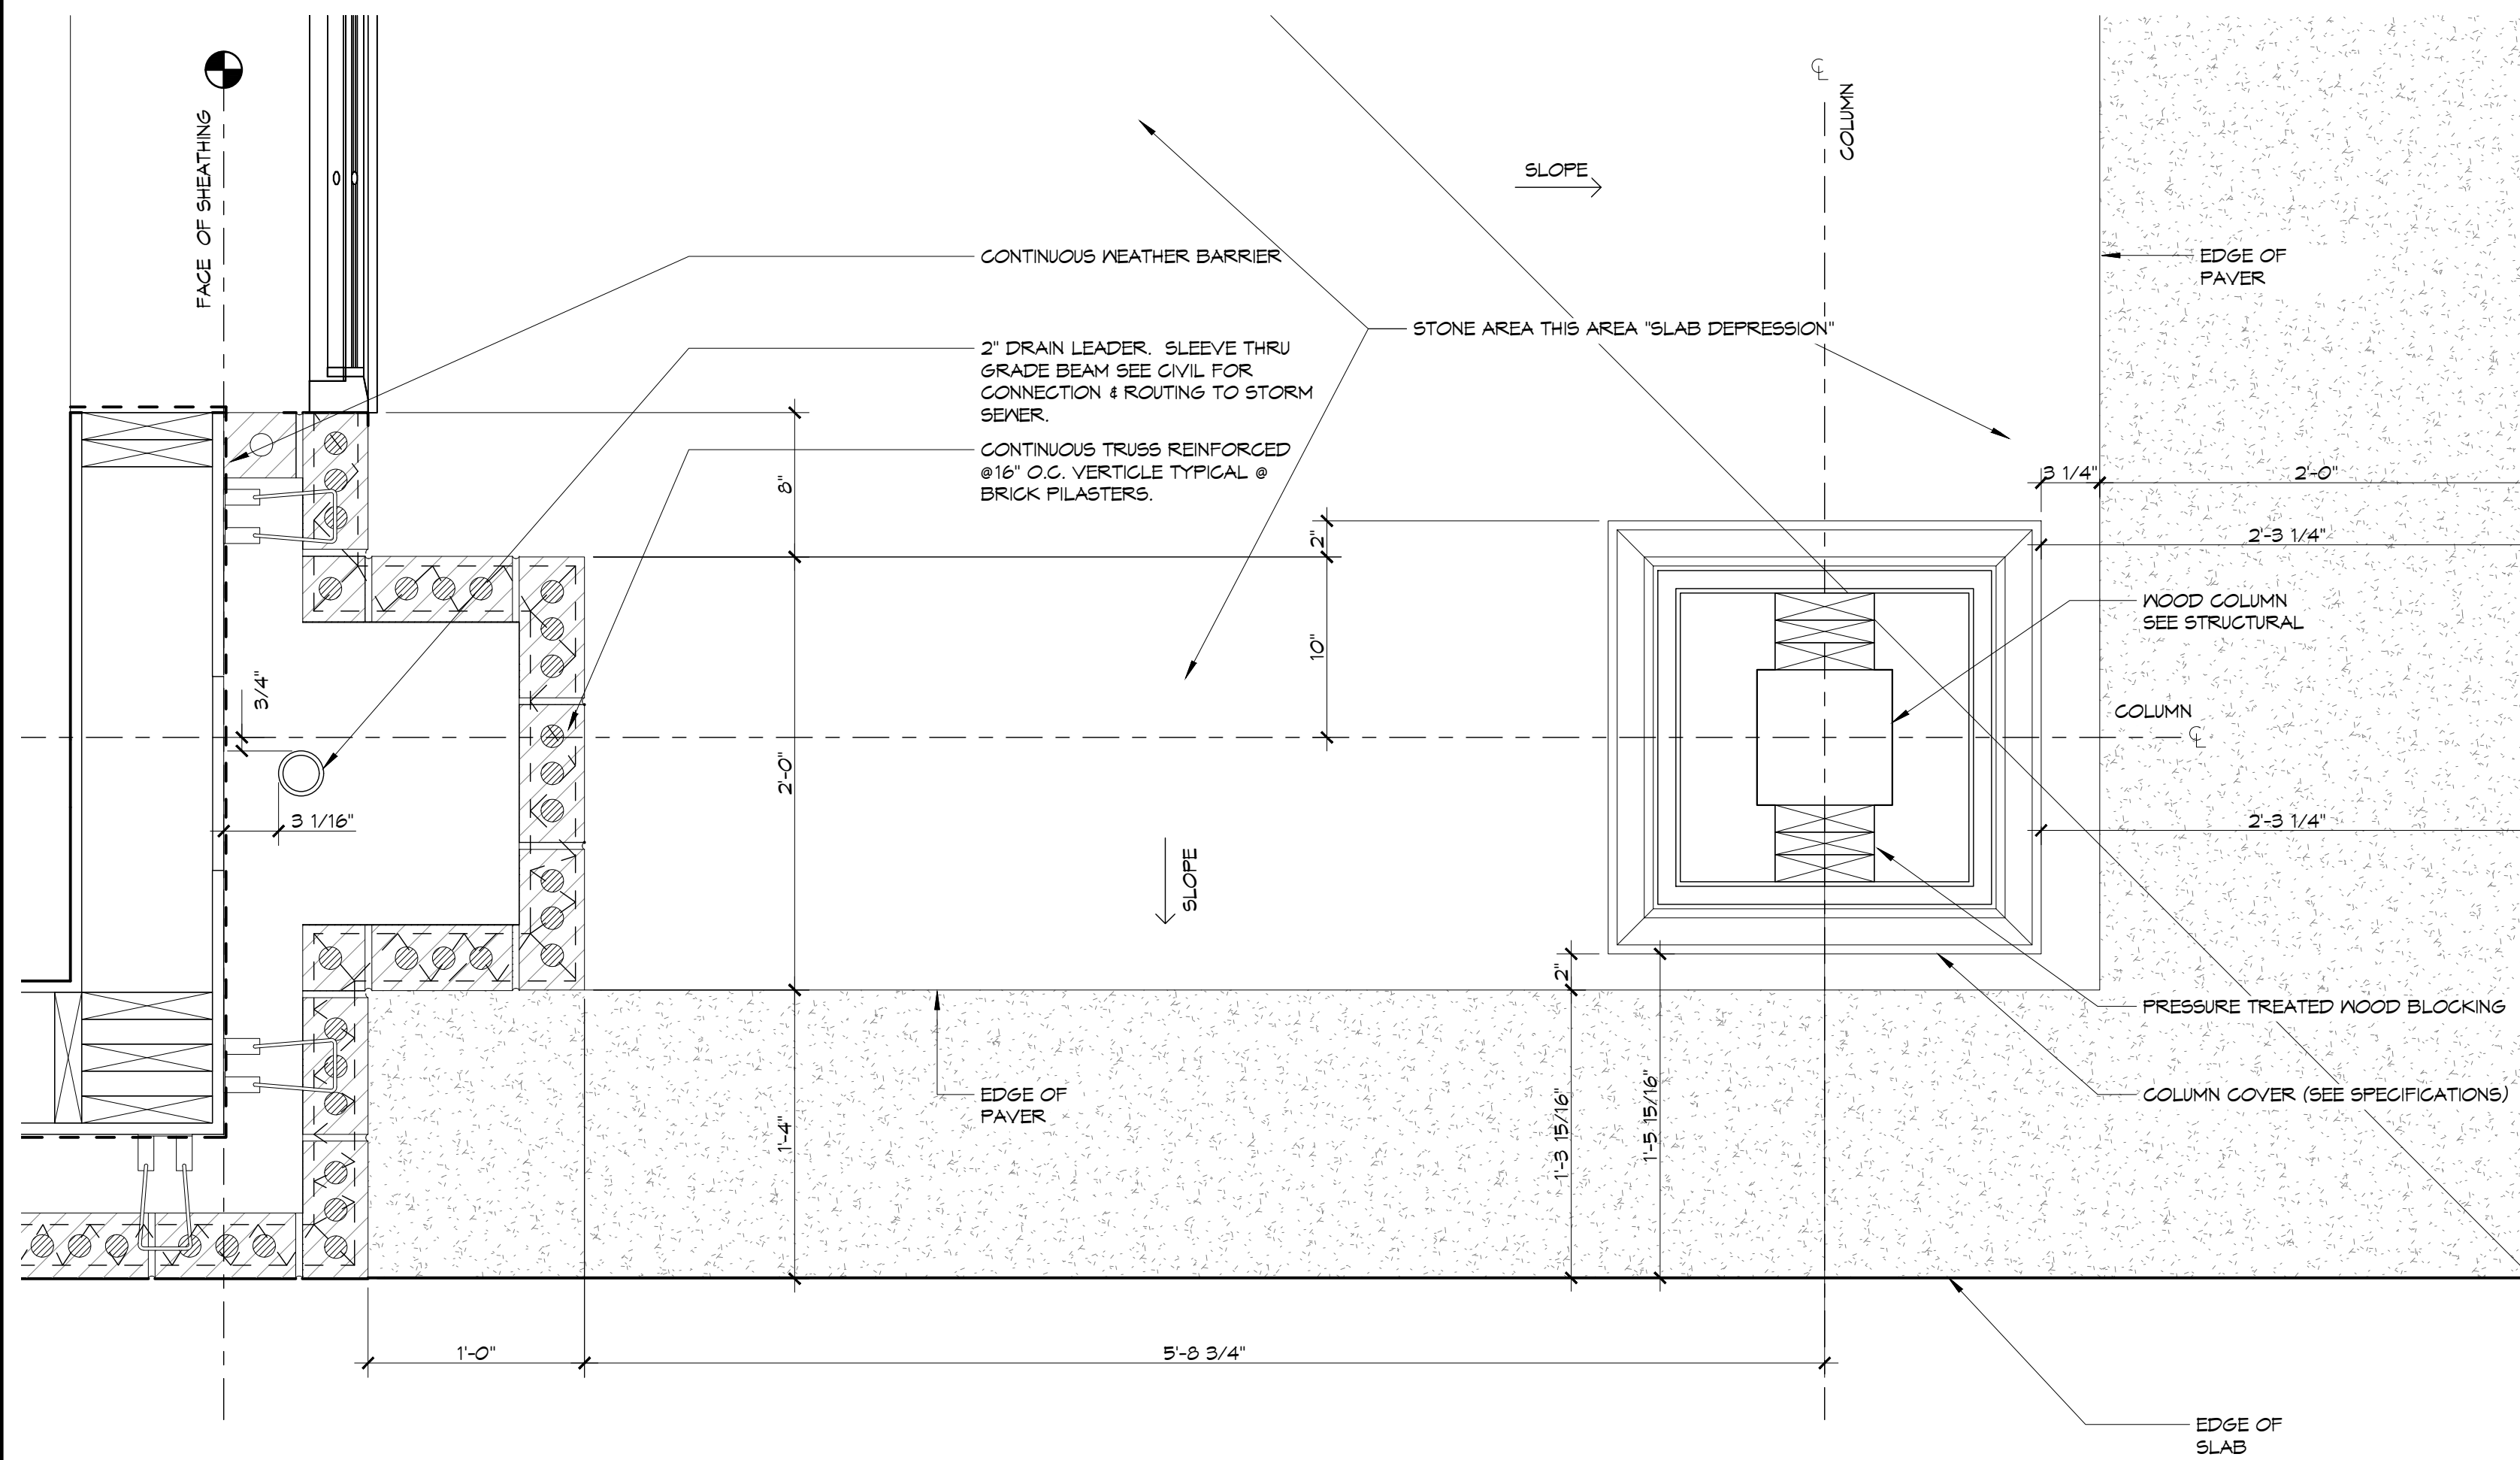 FACE OF SHEATHING
℄
COLUMN
SLOPE
CONTINUOUS WEATHER BARRIER
EDGE OF
PAVER
STONE AREA THIS AREA "SLAB DEPRESSION"
2" DRAIN LEADER. SLEEVE THRU
GRADE BEAM SEE CIVIL FOR
CONNECTION & ROUTING TO STORM
SEWER.
CONTINUOUS TRUSS REINFORCED
@16" O.C. VERTICLE TYPICAL @
BRICK PILASTERS.
8"
3 1/4"
2'-0"
2"
2'-3 1/4"
WOOD COLUMN
SEE STRUCTURAL
10"
3/4"
COLUMN
℄
2'-0"
3 1/16"
2'-3 1/4"
SLOPE
2"
PRESSURE TREATED WOOD BLOCKING
EDGE OF
PAVER
COLUMN COVER (SEE SPECIFICATIONS)
1'-4"
1'-3 15/16"
1'-5 15/16"
1'-0"
5'-8 3/4"
EDGE OF
SLAB